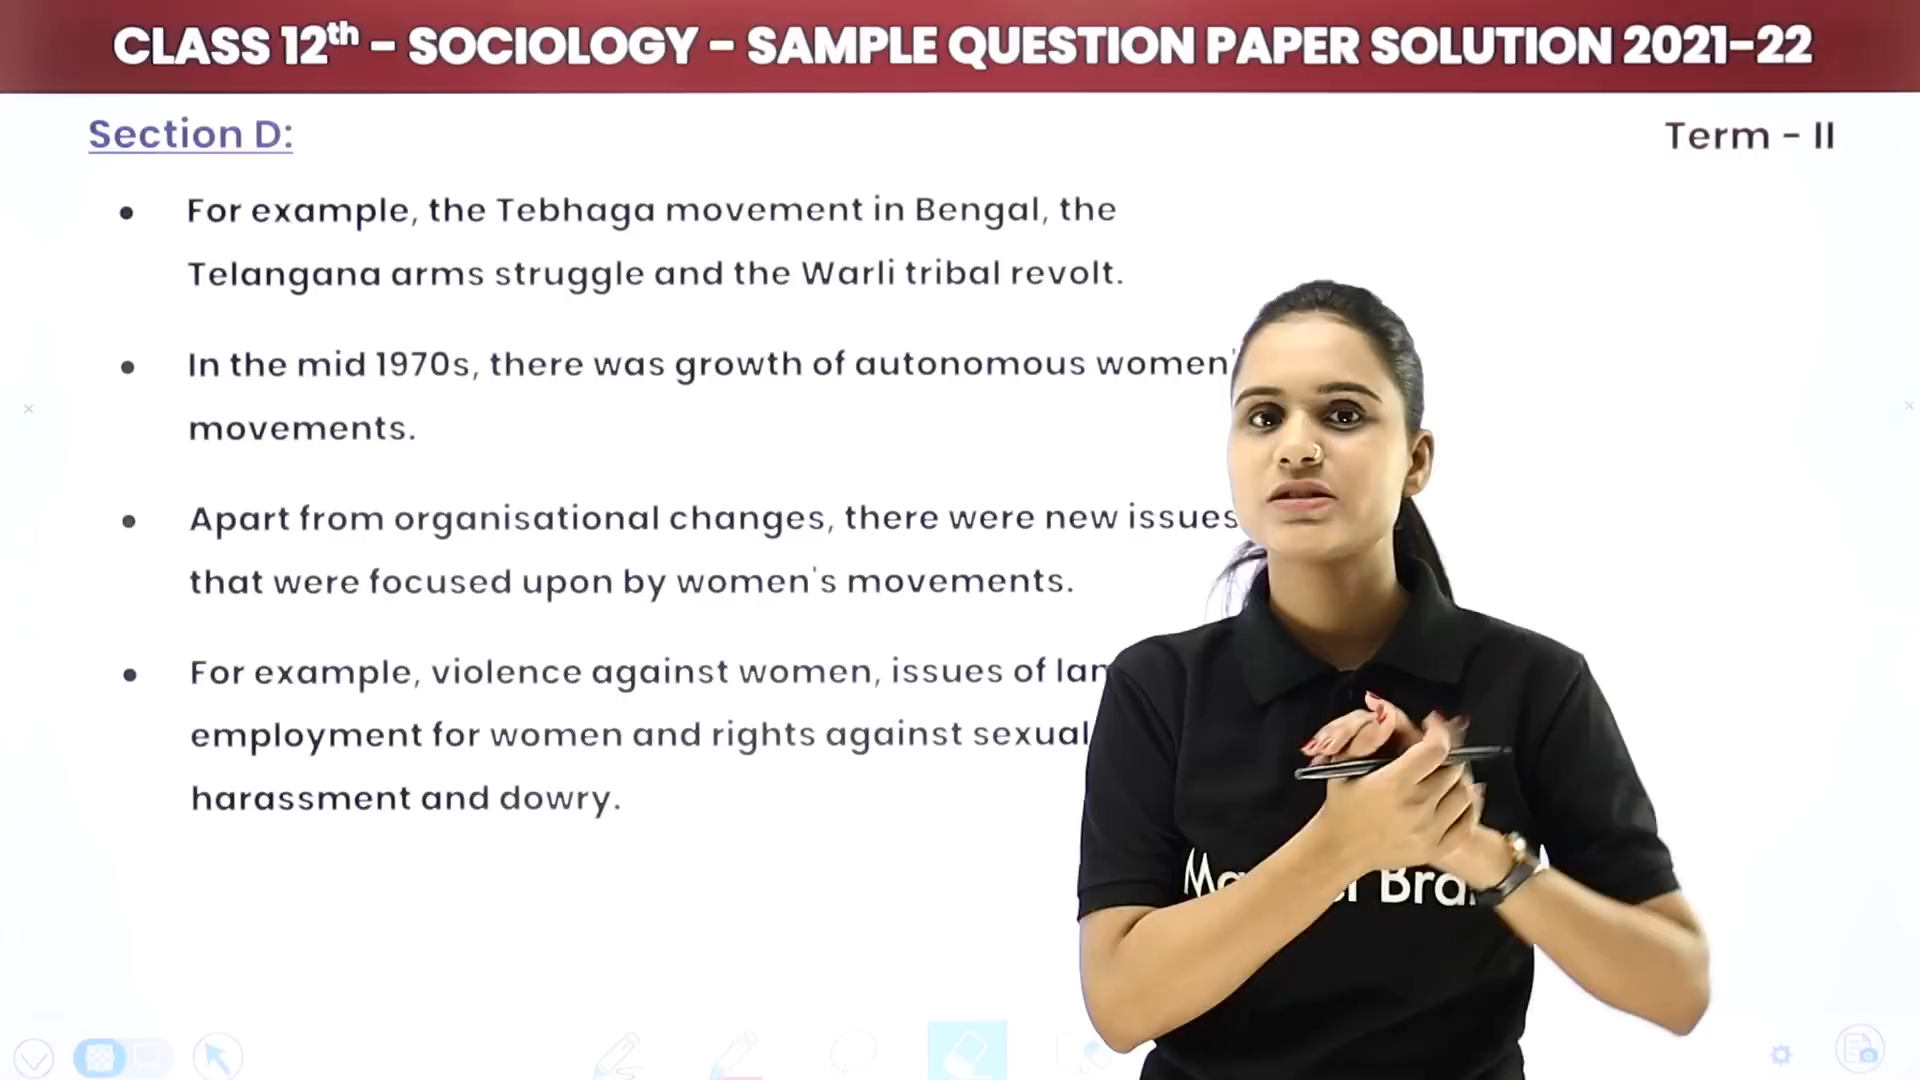 CLASS 12th – SOCIOLOGY – SAMPLE QUESTION PAPER SOLUTION 2021–22
Section D:
Term - II
• For example, the Tebhaga movement in Bengal, the
Telangana arms struggle and the Warli tribal revolt.
• In the mid 1970s, there was growth of autonomous women'
movements.
• Apart from organisational changes, there were new issues
that were focused upon by women's movements.
• For example, violence against women, issues of
employment for women and rights against sexual
harassment and dowry.